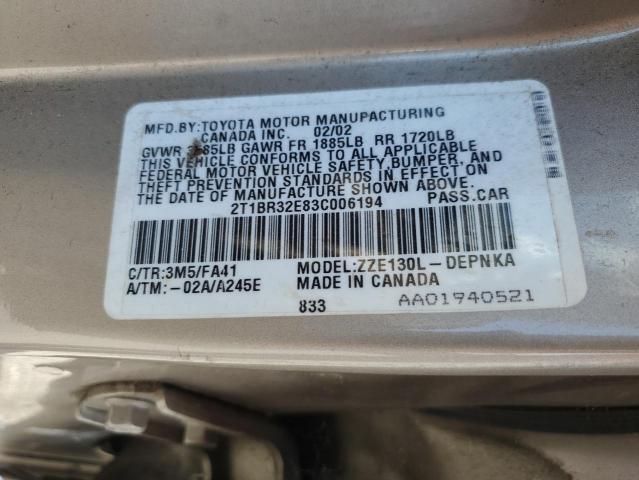 MFD.BY:TOYOTA MOTOR MANUFACTURING
CANADA INC. 02/02
GVWR GAWR FR 1885LB RR 1720LB
THIS VEHICLE CONFORMS TO ALL APPLICABLE
FEDERAL MOTOR VEHICLE SAFETY,BUMPER, AND
THEFT PREVENTION STANDARDS IN EFFECT ON
THE DATE OF MANUFACTURE SHOWN ABOVE.
2T1BR32E83C006194 PASS.CAR
C/TR:3M5/FA41 MODEL:ZZE130L-DEPNKA
A/TM:-02A/A245E MADE IN CANADA
833 AA01940521